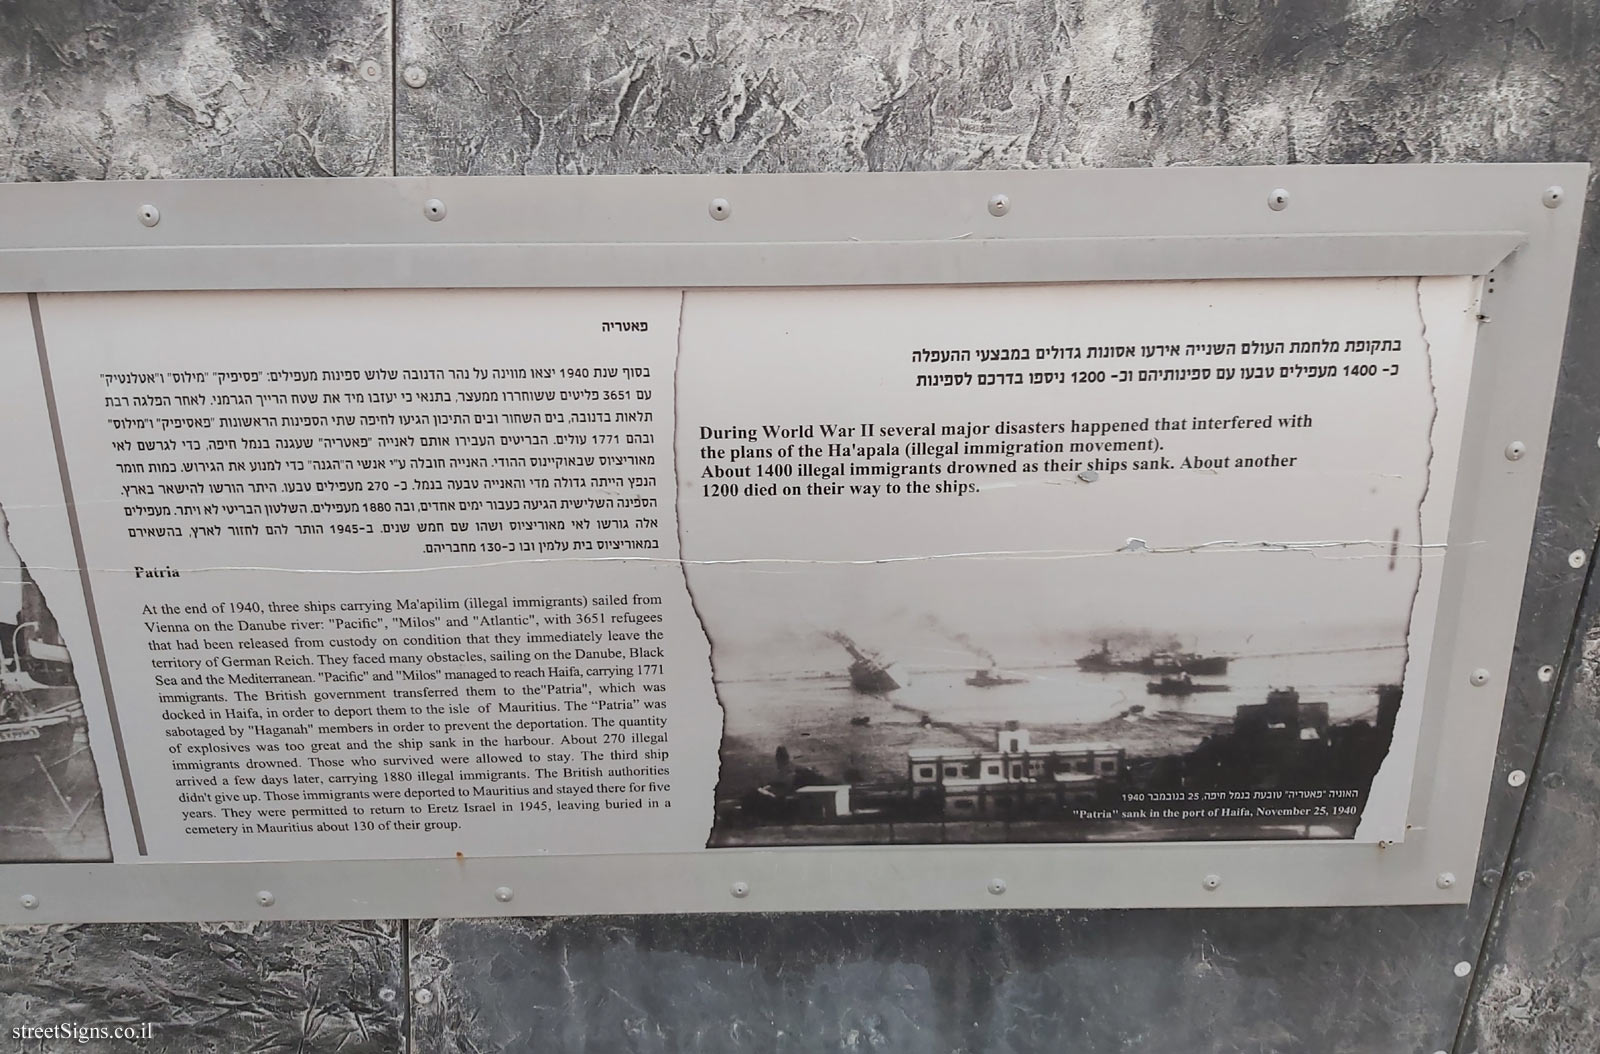 בתקופת מלחמת העולם השנייה אירעו אסונות גדולים במבצעי ההעפלה
כ- 1400 מעפילים טבעו עם ספינותיהם וכ- 1200 ניספו בדרכם לספינות
During World War II several major disasters happened that interfered with
the plans of the Ha'apala (illegal immigration movement).
About 1400 illegal immigrants drowned as their ships sank. About another
1200 died on their way to the ships.
האוניה "פאטריה" טובעת בנמל חיפה, 25 בנובמבר 1940
"Patria" sank in the port of Haifa, November 25, 1940
פאטריה
בסוף שנת 1940 יצאו מווינה על נהר הדנובה שלוש ספינות מעפילים: "פסיפיק" "מילוס" ו"אטלנטיק"
עם 3651 פליטים ששוחררו ממעצר, בתנאי כי יעזבו מיד את שטח הרייך הגרמני. לאחר הפלגה רבת
תלאות בדנובה, בים השחור ובים התיכון הגיעו לחיפה שתי הספינות הראשונות "פאסיפיק" ו"מילוס"
ובהם 1771 עולים. הבריטים העבירו אותם לאנייה "פאטריה" שעגנה בנמל חיפה, כדי לגרשם לאי
מאוריציוס שבאוקיינוס ההודי. האנייה חובלה ע"י אנשי ה"הגנה" כדי למנוע את הגירוש. כמות חומר
הנפץ הייתה גדולה מדי והאנייה טבעה בנמל. כ- 270 מעפילים טבעו. היתר הורשו להישאר בארץ.
הספינה השלישית הגיעה כעבור ימים אחדים, ובה 1880 מעפילים. השלטון הבריטי לא ויתר. מעפילים
אלה גורשו לאי מאוריציוס ושהו שם חמש שנים. ב-1945 הותר להם לחזור לארץ, בהשאירם
במאוריציוס בית עלמין ובו כ-130 מחבריהם.
Patria
At the end of 1940, three ships carrying Ma'apilim (illegal immigrants) sailed from
Vienna on the Danube river: "Pacific", "Milos" and "Atlantic", with 3651 refugees
that had been released from custody on condition that they immediately leave the
territory of German Reich. They faced many obstacles, sailing on the Danube, Black
Sea and the Mediterranean. "Pacific" and "Milos" managed to reach Haifa, carrying 1771
immigrants. The British government transferred them to the"Patria", which was
docked in Haifa, in order to deport them to the isle of Mauritius. The "Patria" was
sabotaged by "Haganah" members in order to prevent the deportation. The quantity
of explosives was too great and the ship sank in the harbour. About 270 illegal
immigrants drowned. Those who survived were allowed to stay. The third ship
arrived a few days later, carrying 1880 illegal immigrants. The British authorities
didn't give up. Those immigrants were deported to Mauritius and stayed there for five
years. They were permitted to return to Eretz Israel in 1945, leaving buried in a
cemetery in Mauritius about 130 of their group.
streetSigns.co.il